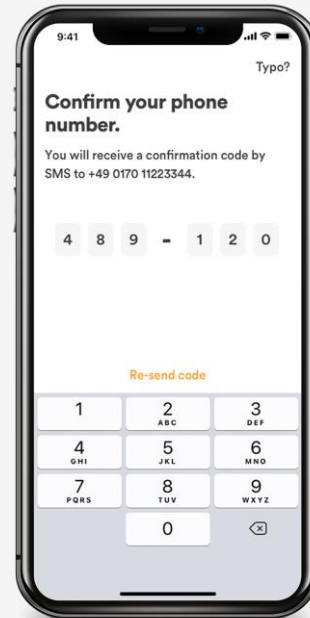 9:41
Typo?
Confirm your phone
number.
You will receive a confirmation code by
SMS to +49 0170 11223344.
4 8 9 - 1 2 0
Re-send code
1 2 3
ABC DEF
4 5 6
GHI JKL MNO
7 8 9
PQRS TUV WXYZ
0